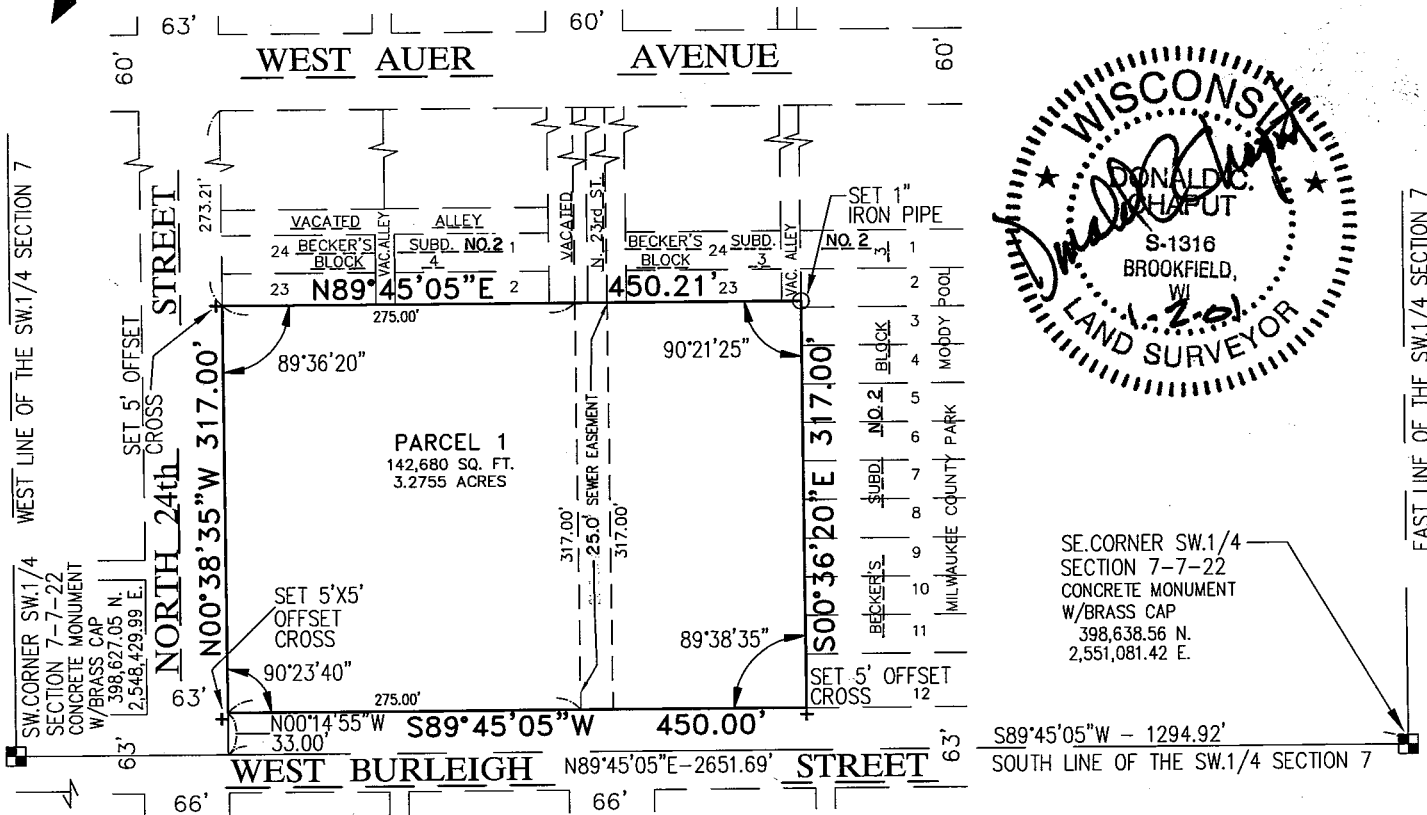 63'
60'
60'
WEST AUER AVENUE
60'
WEST LINE OF THE SW.1/4 SECTION 7
NORTH 24th STREET
273.21'
VACATED ALLEY
24 BECKER'S SUBD. NO.2 1
BLOCK 4
VAC.ALLEY
23 2
VACATED N. 23rd ST.
BECKER'S 24 SUBD. NO. 2
BLOCK 3
23
VAC. ALLEY
SET 1"
IRON PIPE
N89°45'05"E 450.21'
275.00'
SET 5' OFFSET
CROSS
89°36'20"
90°21'25"
N00°38'35"W 317.00'
PARCEL 1
142,680 SQ. FT.
3.2755 ACRES
317.00'
25.0' SEWER EASEMENT
317.00'
S00°36'20"E 317.00'
BECKER'S SUBD. NO.2 BLOCK 3
1
2
3
4
5
6
7
8
9
10
11
12
MILWAUKEE COUNTY PARK MOODY POOL
SET 5'X5'
OFFSET
CROSS
90°23'40"
89°38'35"
SET 5' OFFSET
CROSS
63'
N00°14'55"W
33.00'
275.00'
S89°45'05"W 450.00'
63'
63'
WEST BURLEIGH STREET
N89°45'05"E-2651.69'
66'
66'
SW.CORNER SW.1/4
SECTION 7-7-22
CONCRETE MONUMENT
W/BRASS CAP
398,627.05 N.
2,548,429.99 E.
WISCONSIN
DONALD C.
CHAPUT
S-1316
BROOKFIELD,
WI
1-2-01
LAND SURVEYOR
EAST LINE OF THE SW.1/4 SECTION 7
SE.CORNER SW.1/4
SECTION 7-7-22
CONCRETE MONUMENT
W/BRASS CAP
398,638.56 N.
2,551,081.42 E.
S89°45'05"W - 1294.92'
SOUTH LINE OF THE SW.1/4 SECTION 7